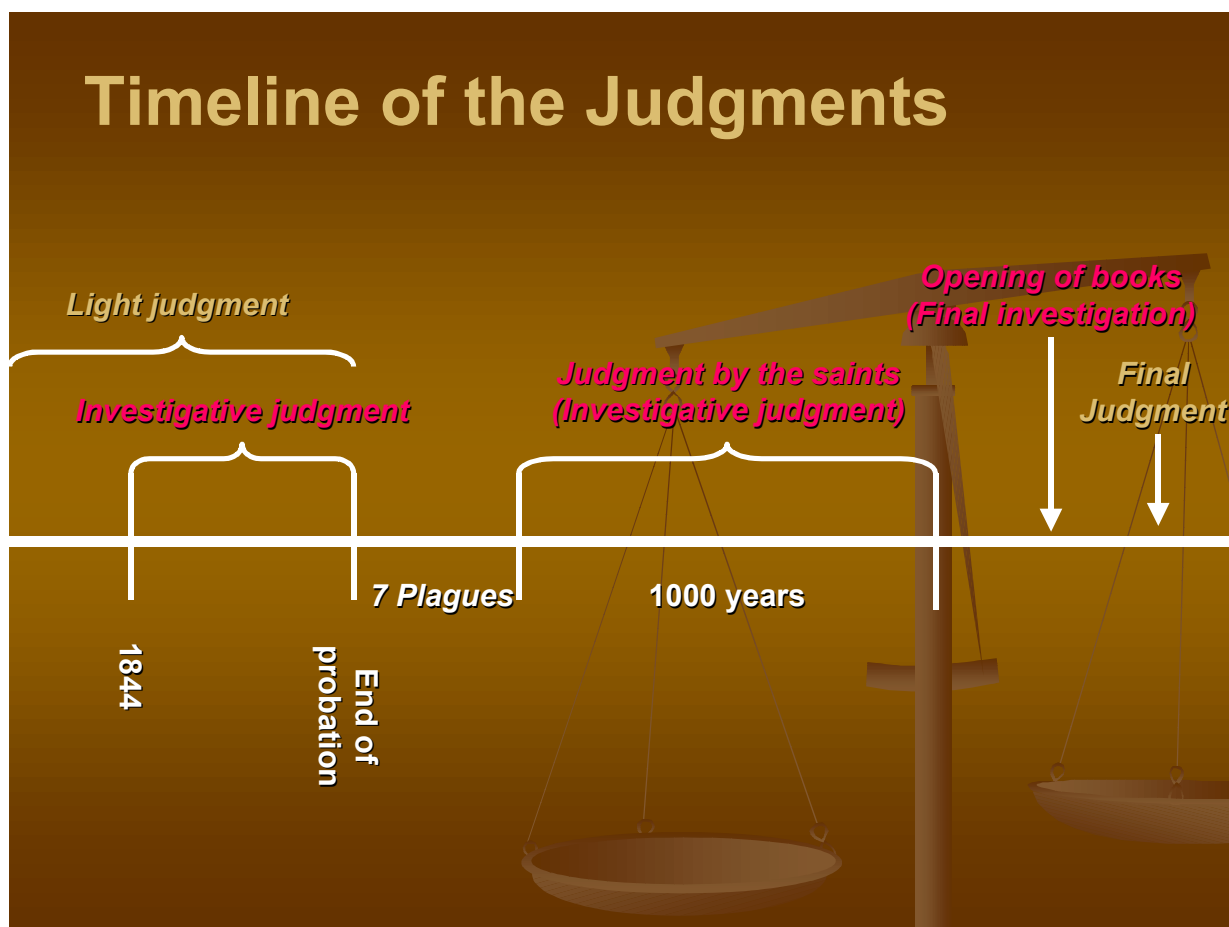 Timeline of the Judgments
Light judgment
Investigative judgment
Judgment by the saints
(Investigative judgment)
Opening of books
(Final investigation)
Final
Judgment
7 Plagues
1000 years
1844
End of
probation